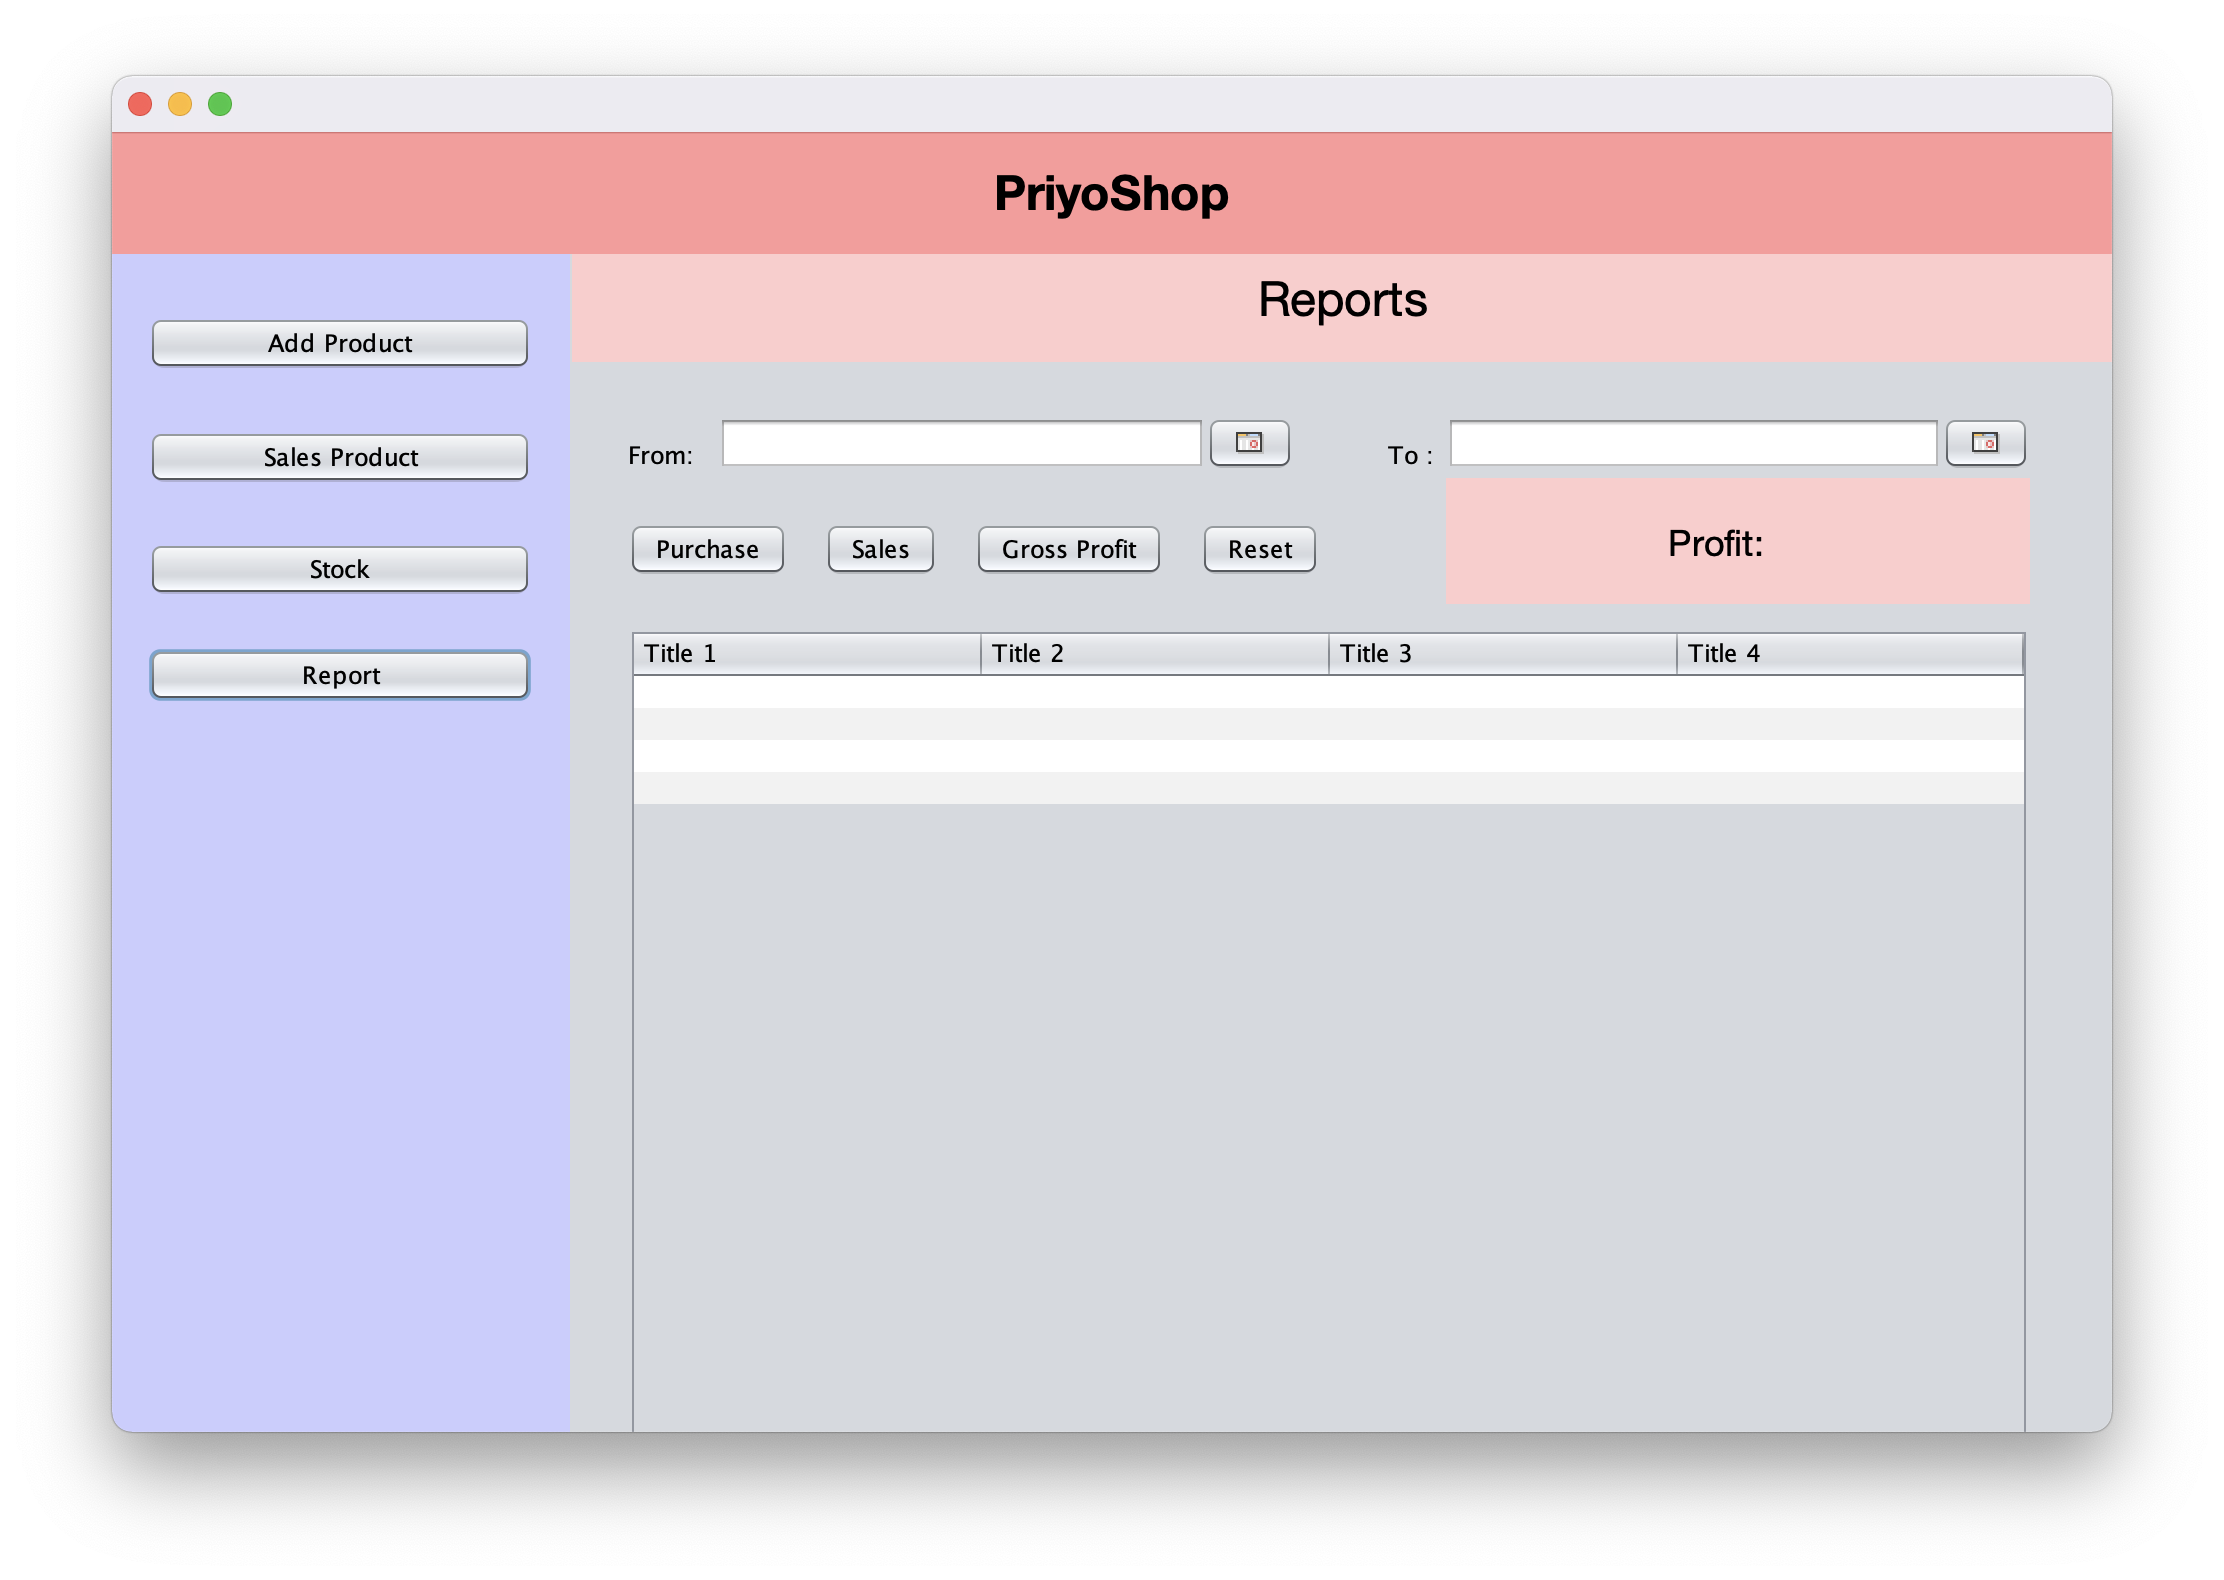 PriyoShop
Reports
Add Product
Sales Product
Stock
Report
From:
To :
Purchase
Sales
Gross Profit
Reset
Profit:
Title 1
Title 2
Title 3
Title 4